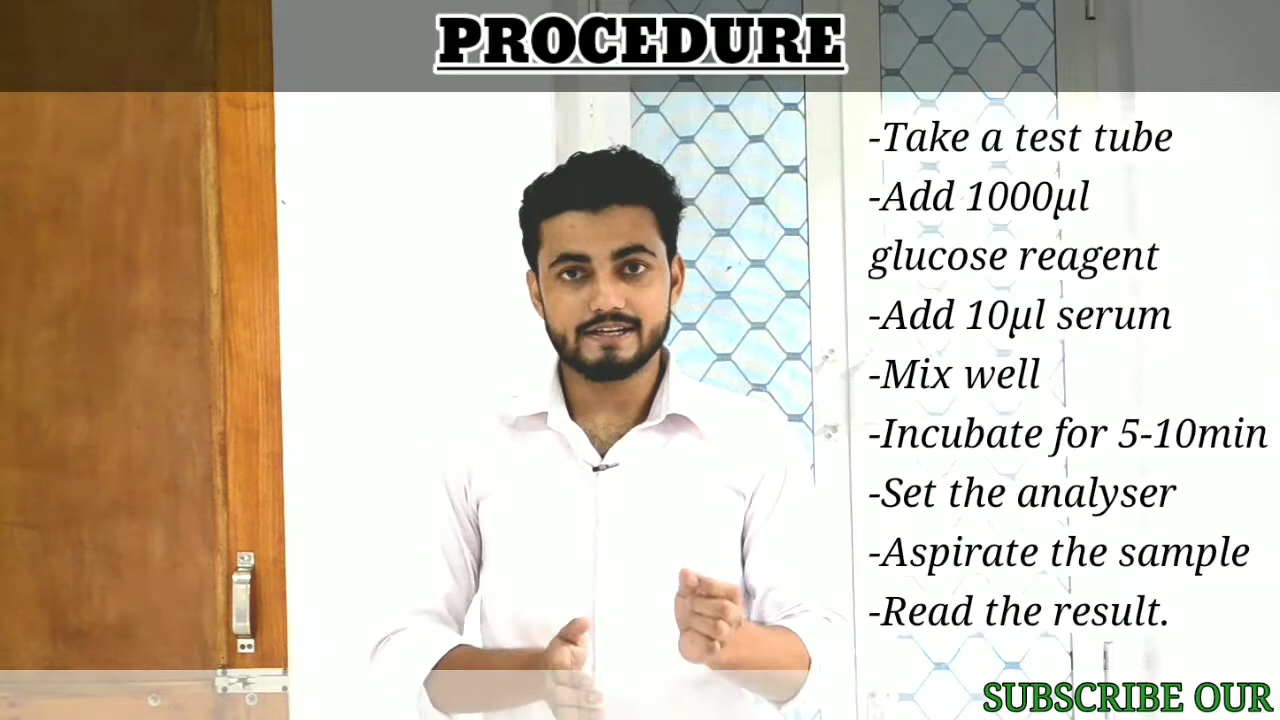 PROCEDURE
-Take a test tube
-Add 1000µl
glucose reagent
-Add 10µl serum
-Mix well
-Incubate for 5-10min
-Set the analyser
-Aspirate the sample
-Read the result.
SUBSCRIBE OUR